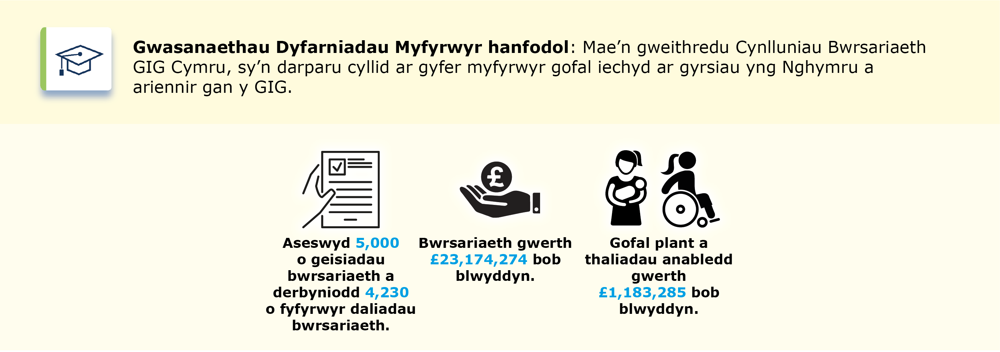 Gwasanaethau Dyfarniadau Myfyrwyr hanfodol: Mae’n gweithredu Cynlluniau Bwrsariaeth
GIG Cymru, sy’n darparu cyllid ar gyfer myfyrwyr gofal iechyd ar gyrsiau yng Nghymru a
ariennir gan y GIG.
Aseswyd 5,000
o geisiadau
bwrsariaeth a
derbyniodd 4,230
o fyfyrwyr daliadau
bwrsariaeth.
£
Bwrsariaeth gwerth
£23,174,274 bob
blwyddyn.
Gofal plant a
thaliadau anabledd
gwerth
£1,183,285 bob
blwyddyn.